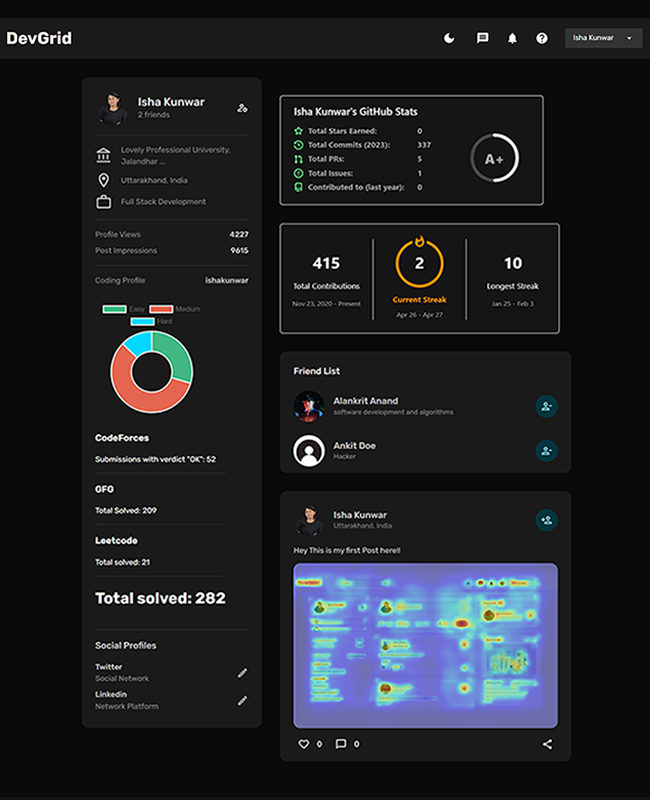 DevGrid
Isha Kunwar
Isha Kunwar
2 friends
Lovely Professional University,
Jalandhar ...
Uttarakhand, India
Full Stack Development
Profile Views 4227
Post Impressions 9615
Coding Profile ishakunwar
Easy Medium
Hard
CodeForces
Submissions with verdict "OK": 52
GFG
Total Solved: 209
Leetcode
Total solved: 21
Total solved: 282
Social Profiles
Twitter
Social Network
Linkedin
Network Platform
Isha Kunwar's GitHub Stats
Total Stars Earned: 0
Total Commits (2023): 337
Total PRs: 5
Total Issues: 1
Contributed to (last year): 0
A+
415
Total Contributions
Nov 23, 2020 - Present
2
Current Streak
Apr 26 - Apr 27
10
Longest Streak
Jan 25 - Feb 3
Friend List
Alankrit Anand
software development and algorithms
Ankit Doe
Hacker
Isha Kunwar
Uttarakhand, India
Hey This is my first Post here!!
0 0